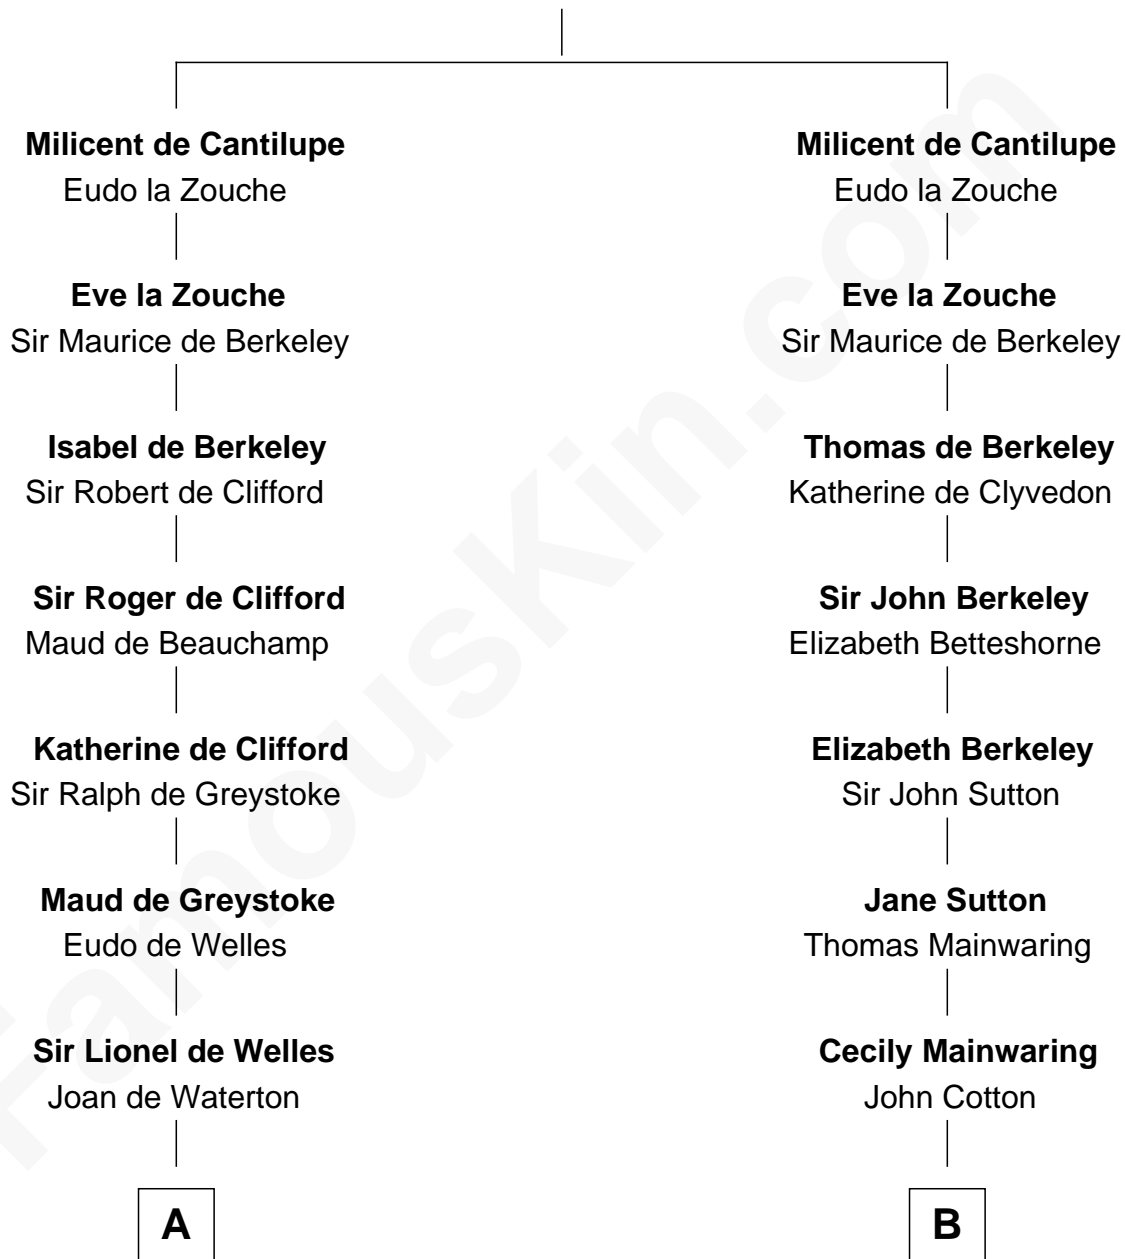 Milicent de Cantilupe
Eudo la Zouche
Eve la Zouche
Sir Maurice de Berkeley
Isabel de Berkeley
Sir Robert de Clifford
Sir Roger de Clifford
Maud de Beauchamp
Katherine de Clifford
Sir Ralph de Greystoke
Maud de Greystoke
Eudo de Welles
Sir Lionel de Welles
Joan de Waterton
A
Milicent de Cantilupe
Eudo la Zouche
Eve la Zouche
Sir Maurice de Berkeley
Thomas de Berkeley
Katherine de Clyvedon
Sir John Berkeley
Elizabeth Betteshorne
Elizabeth Berkeley
Sir John Sutton
Jane Sutton
Thomas Mainwaring
Cecily Mainwaring
John Cotton
B
FamousKin.com